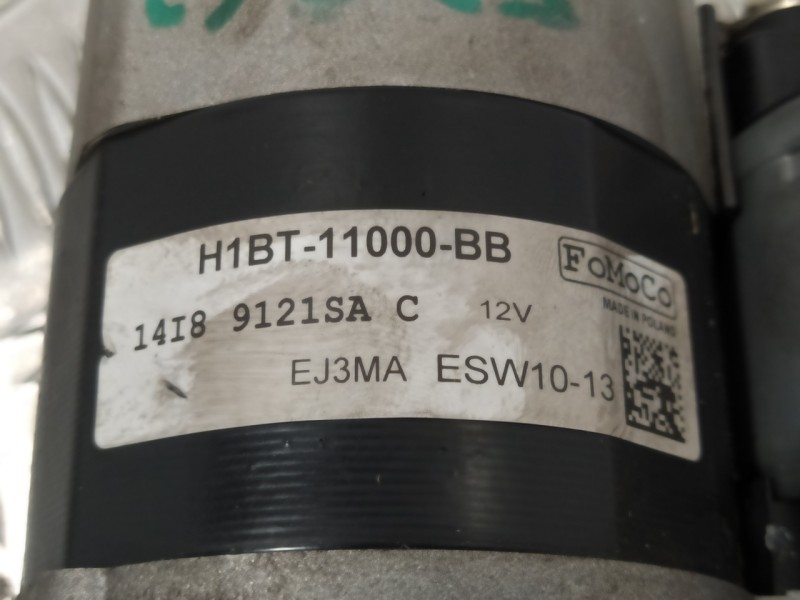 H1BT-11000-BB
FoMoCo
MADE IN POLAND
14I8 9121SA C 12V
EJ3MA ESW10-13